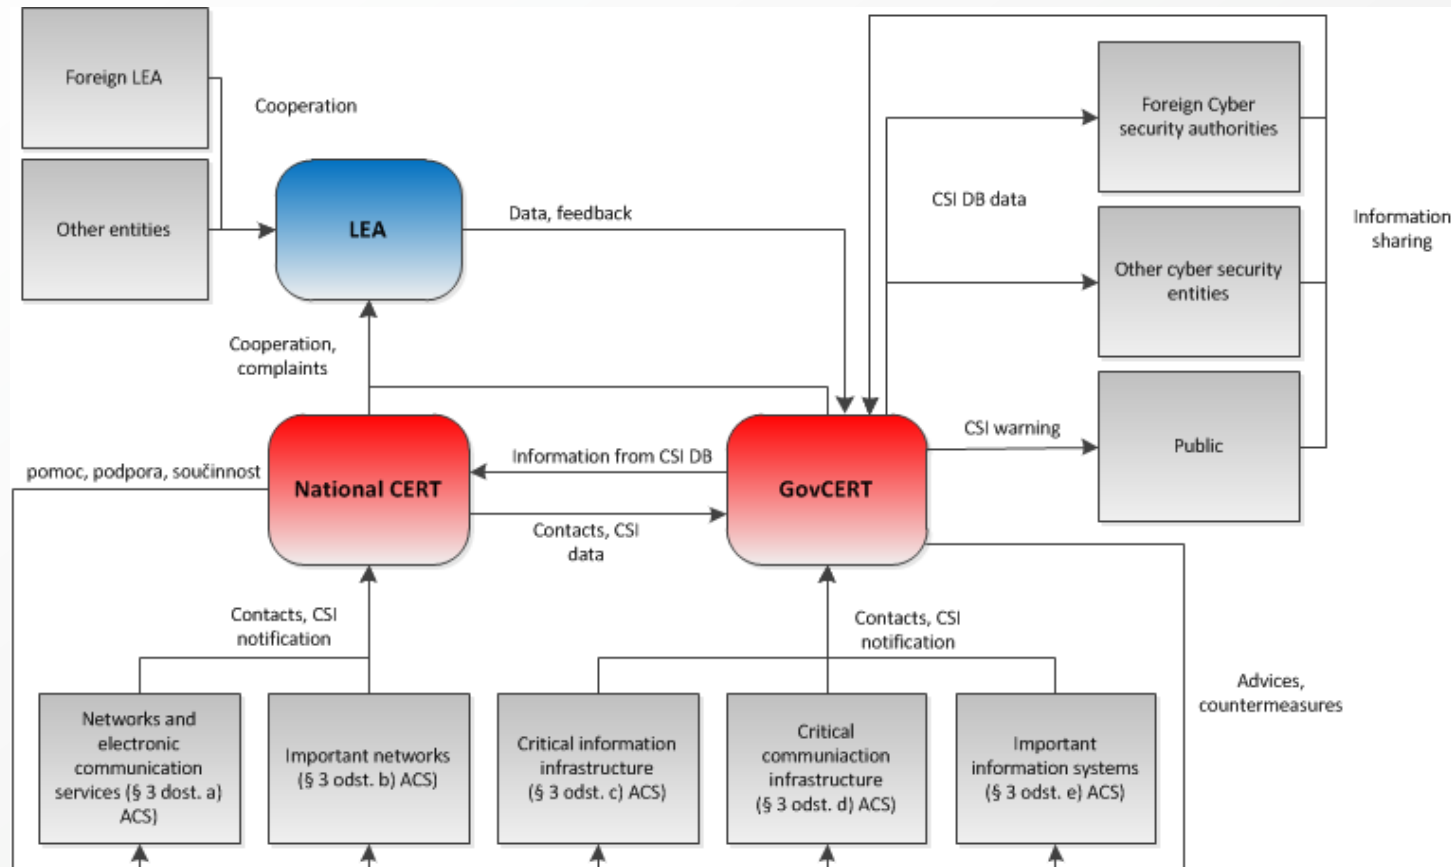 Foreign LEA
Cooperation
Other entities
LEA
Data, feedback
Foreign Cyber
security authorities
CSI DB data
Information
sharing
Other cyber security
entities
Cooperation,
complaints
CSI warning
Public
pomoc, podpora, součinnost
National CERT
Information from CSI DB
GovCERT
Contacts, CSI
data
Contacts, CSI
notification
Contacts, CSI
notification
Advices,
countermeasures
Networks and
electronic
communication
services (§ 3 dost. a)
ACS)
Important networks
(§ 3 odst. b) ACS)
Critical information
infrastructure
(§ 3 odst. c) ACS)
Critical
communiaction
infrastructure
(§ 3 odst. d) ACS)
Important
information systems
(§ 3 odst. e) ACS)